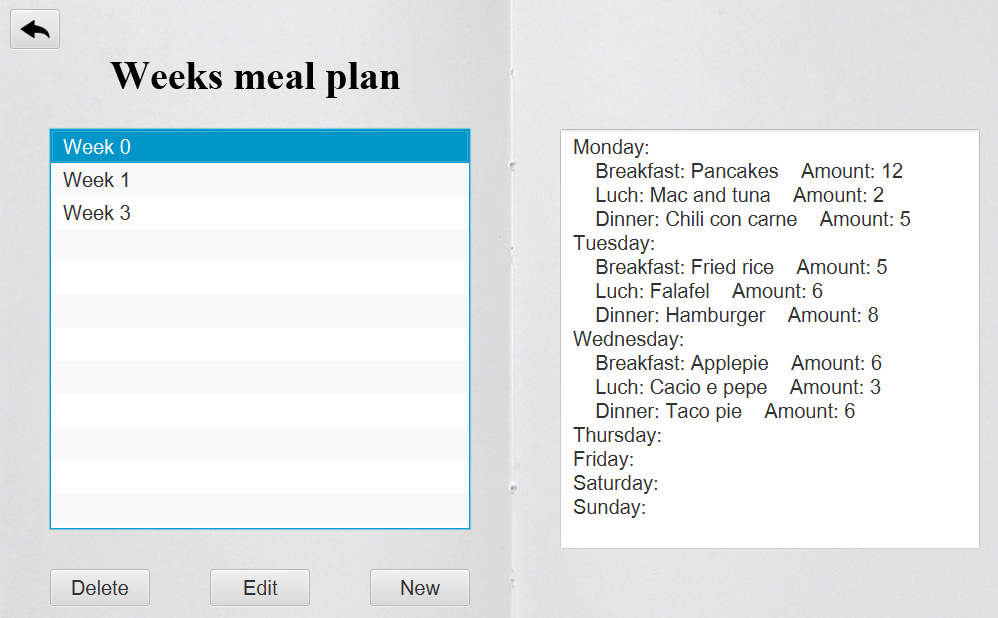 Weeks meal plan
Week 0
Week 1
Week 3
Delete
Edit
New
Monday:
Breakfast: Pancakes Amount: 12
Luch: Mac and tuna Amount: 2
Dinner: Chili con carne Amount: 5
Tuesday:
Breakfast: Fried rice Amount: 5
Luch: Falafel Amount: 6
Dinner: Hamburger Amount: 8
Wednesday:
Breakfast: Applepie Amount: 6
Luch: Cacio e pepe Amount: 3
Dinner: Taco pie Amount: 6
Thursday:
Friday:
Saturday:
Sunday: